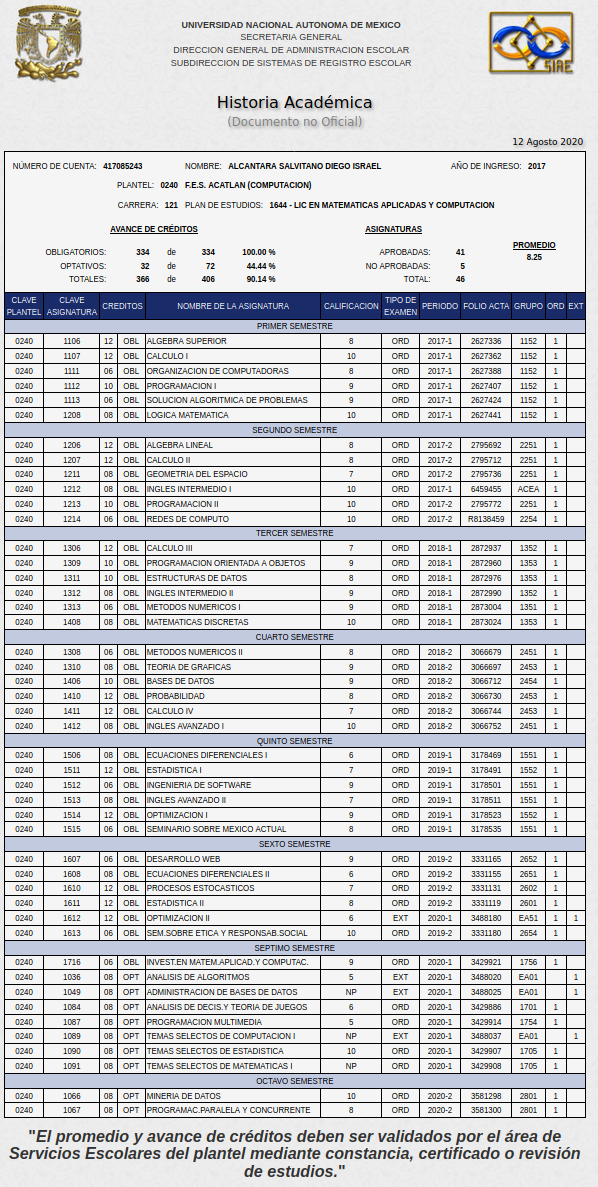 UNIVERSIDAD NACIONAL AUTONOMA DE MEXICO
SECRETARIA GENERAL
DIRECCION GENERAL DE ADMINISTRACION ESCOLAR
SUBDIRECCION DE SISTEMAS DE REGISTRO ESCOLAR
SIAE
Historia Académica
(Documento no Oficial)
12 Agosto 2020
NÚMERO DE CUENTA: 417085243 NOMBRE: ALCANTARA SALVITANO DIEGO ISRAEL AÑO DE INGRESO: 2017
PLANTEL: 0240 F.E.S. ACATLAN (COMPUTACION)
CARRERA: 121 PLAN DE ESTUDIOS: 1644 - LIC EN MATEMATICAS APLICADAS Y COMPUTACION
AVANCE DE CRÉDITOS ASIGNATURAS PROMEDIO
OBLIGATORIOS: 334 de 334 100.00 % APROBADAS: 41 8.25
OPTATIVOS: 32 de 72 44.44 % NO APROBADAS: 5
TOTALES: 366 de 406 90.14 % TOTAL: 46
CLAVE PLANTEL CLAVE ASIGNATURA CREDITOS NOMBRE DE LA ASIGNATURA CALIFICACION TIPO DE EXAMEN PERIODO FOLIO ACTA GRUPO ORD EXT
PRIMER SEMESTRE
0240 1106 12 OBL ALGEBRA SUPERIOR 8 ORD 2017-1 2627336 1152 1
0240 1107 12 OBL CALCULO I 10 ORD 2017-1 2627362 1152 1
0240 1111 06 OBL ORGANIZACION DE COMPUTADORAS 8 ORD 2017-1 2627388 1152 1
0240 1112 10 OBL PROGRAMACION I 9 ORD 2017-1 2627407 1152 1
0240 1113 06 OBL SOLUCION ALGORITMICA DE PROBLEMAS 9 ORD 2017-1 2627424 1152 1
0240 1208 08 OBL LOGICA MATEMATICA 10 ORD 2017-1 2627441 1152 1
SEGUNDO SEMESTRE
0240 1206 12 OBL ALGEBRA LINEAL 8 ORD 2017-2 2795692 2251 1
0240 1207 12 OBL CALCULO II 8 ORD 2017-2 2795712 2251 1
0240 1211 08 OBL GEOMETRIA DEL ESPACIO 7 ORD 2017-2 2795736 2251 1
0240 1212 08 OBL INGLES INTERMEDIO I 10 ORD 2017-1 6459455 ACEA 1
0240 1213 10 OBL PROGRAMACION II 10 ORD 2017-2 2795772 2251 1
0240 1214 06 OBL REDES DE COMPUTO 10 ORD 2017-2 R8138459 2254 1
TERCER SEMESTRE
0240 1306 12 OBL CALCULO III 7 ORD 2018-1 2872937 1352 1
0240 1309 10 OBL PROGRAMACION ORIENTADA A OBJETOS 9 ORD 2018-1 2872960 1353 1
0240 1311 10 OBL ESTRUCTURAS DE DATOS 8 ORD 2018-1 2872976 1353 1
0240 1312 08 OBL INGLES INTERMEDIO II 9 ORD 2018-1 2872990 1352 1
0240 1313 06 OBL METODOS NUMERICOS I 9 ORD 2018-1 2873004 1351 1
0240 1408 08 OBL MATEMATICAS DISCRETAS 10 ORD 2018-1 2873024 1353 1
CUARTO SEMESTRE
0240 1308 06 OBL METODOS NUMERICOS II 8 ORD 2018-2 3066679 2451 1
0240 1310 08 OBL TEORIA DE GRAFICAS 9 ORD 2018-2 3066697 2453 1
0240 1406 10 OBL BASES DE DATOS 9 ORD 2018-2 3066712 2454 1
0240 1410 12 OBL PROBABILIDAD 8 ORD 2018-2 3066730 2453 1
0240 1411 12 OBL CALCULO IV 7 ORD 2018-2 3066744 2453 1
0240 1412 08 OBL INGLES AVANZADO I 10 ORD 2018-2 3066752 2451 1
QUINTO SEMESTRE
0240 1506 08 OBL ECUACIONES DIFERENCIALES I 6 ORD 2019-1 3178469 1551 1
0240 1511 12 OBL ESTADISTICA I 7 ORD 2019-1 3178491 1552 1
0240 1512 06 OBL INGENIERIA DE SOFTWARE 9 ORD 2019-1 3178501 1551 1
0240 1513 08 OBL INGLES AVANZADO II 7 ORD 2019-1 3178511 1551 1
0240 1514 12 OBL OPTIMIZACION I 9 ORD 2019-1 3178523 1552 1
0240 1515 06 OBL SEMINARIO SOBRE MEXICO ACTUAL 8 ORD 2019-1 3178535 1551 1
SEXTO SEMESTRE
0240 1607 06 OBL DESARROLLO WEB 9 ORD 2019-2 3331165 2652 1
0240 1608 08 OBL ECUACIONES DIFERENCIALES II 6 ORD 2019-2 3331155 2651 1
0240 1610 12 OBL PROCESOS ESTOCASTICOS 7 ORD 2019-2 3331131 2602 1
0240 1611 12 OBL ESTADISTICA II 8 ORD 2019-2 3331119 2601 1
0240 1612 12 OBL OPTIMIZACION II 6 EXT 2020-1 3488180 EA51 1 1
0240 1613 06 OBL SEM.SOBRE ETICA Y RESPONSAB.SOCIAL 10 ORD 2019-2 3331180 2654 1
SEPTIMO SEMESTRE
0240 1716 06 OBL INVEST.EN MATEM.APLICAD.Y COMPUTAC. 9 ORD 2020-1 3429921 1756 1
0240 1036 08 OPT ANALISIS DE ALGORITMOS 5 EXT 2020-1 3488020 EA01 1
0240 1049 08 OPT ADMINISTRACION DE BASES DE DATOS NP EXT 2020-1 3488025 EA01 1
0240 1084 08 OPT ANALISIS DE DECIS.Y TEORIA DE JUEGOS 6 ORD 2020-1 3429886 1701 1
0240 1087 08 OPT PROGRAMACION MULTIMEDIA 5 ORD 2020-1 3429914 1754 1
0240 1089 08 OPT TEMAS SELECTOS DE COMPUTACION I NP EXT 2020-1 3488037 EA01 1
0240 1090 08 OPT TEMAS SELECTOS DE ESTADISTICA 10 ORD 2020-1 3429907 1705 1
0240 1091 08 OPT TEMAS SELECTOS DE MATEMATICAS I NP ORD 2020-1 3429908 1705 1
OCTAVO SEMESTRE
0240 1066 08 OPT MINERIA DE DATOS 10 ORD 2020-2 3581298 2801 1
0240 1067 08 OPT PROGRAMAC.PARALELA Y CONCURRENTE 8 ORD 2020-2 3581300 2801 1
"El promedio y avance de créditos deben ser validados por el área de
Servicios Escolares del plantel mediante constancia, certificado o revisión
de estudios."